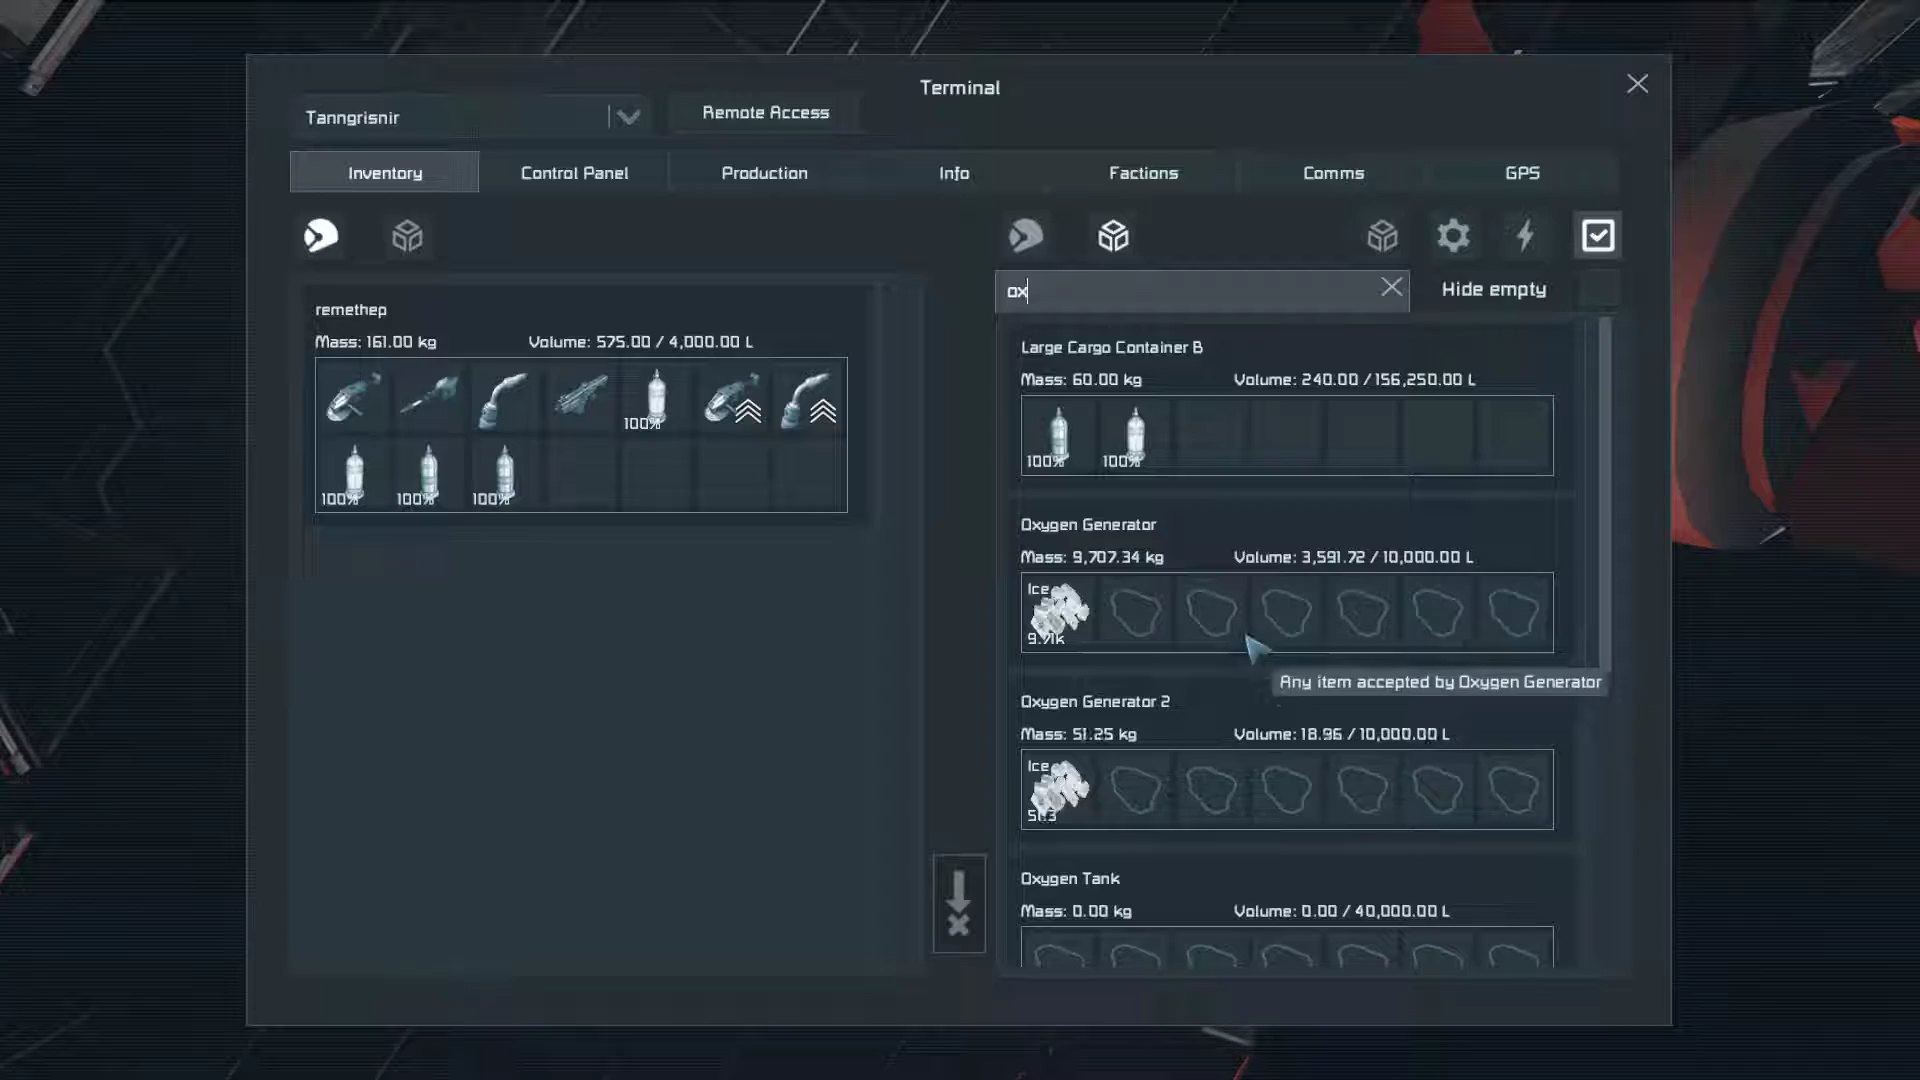 Terminal
Tanngrisnir
Remote Access
Inventory
Control Panel
Production
Info
Factions
Comms
GPS
ox
Hide empty
remethep
Mass: 161.00 kg
Volume: 575.00 / 4,000.00 L
100%
100%
100%
100%
Large Cargo Container B
Mass: 60.00 kg
Volume: 240.00 / 156,250.00 L
100%
100%
Oxygen Generator
Mass: 9,707.34 kg
Volume: 3,591.72 / 10,000.00 L
Ice
9.71k
Any item accepted by Oxygen Generator
Oxygen Generator 2
Mass: 51.25 kg
Volume: 18.96 / 10,000.00 L
Ice
51.3
Oxygen Tank
Mass: 0.00 kg
Volume: 0.00 / 40,000.00 L